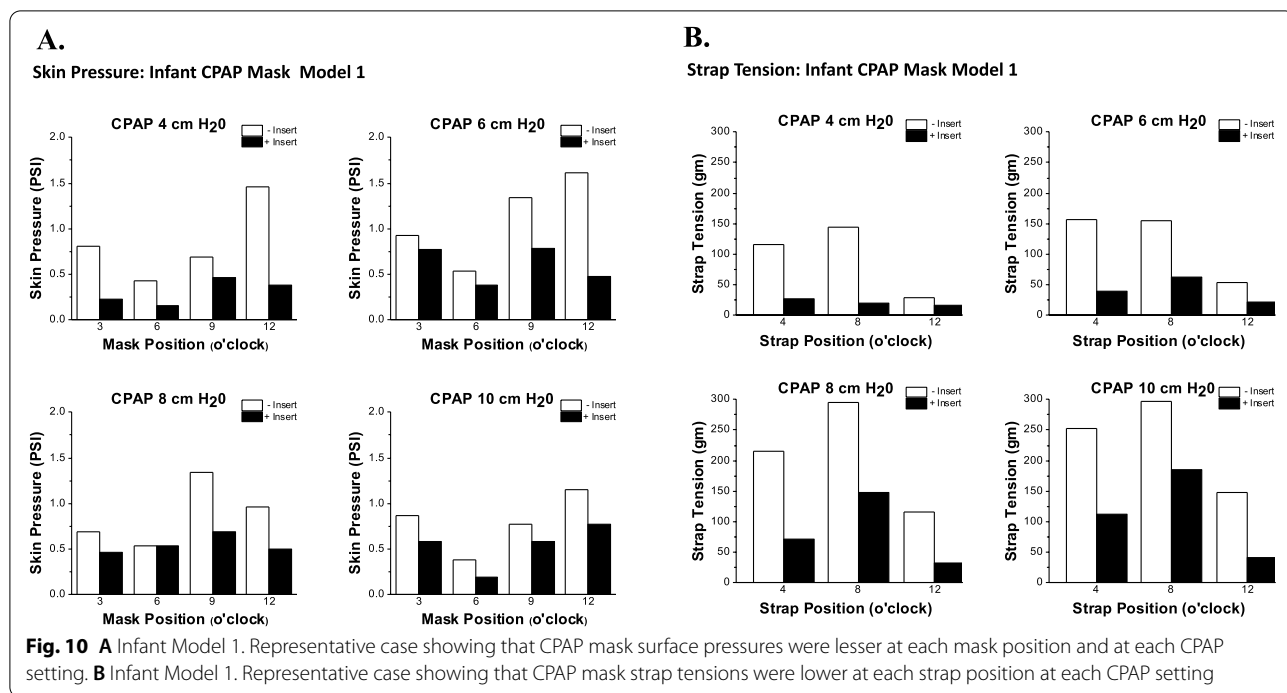 A.
Skin Pressure: Infant CPAP Mask Model 1
CPAP 4 cm H20
- Insert
+ Insert
Skin Pressure (PSI)
2.0
1.5
1.0
0.5
0.0
3 6 9 12
Mask Position (o'clock)
CPAP 6 cm H20
- Insert
+ Insert
Skin Pressure (PSI)
2.0
1.5
1.0
0.5
0.0
3 6 9 12
Mask Position (o'clock)
CPAP 8 cm H20
- Insert
+ Insert
Skin Pressure (PSI)
2.0
1.5
1.0
0.5
0.0
3 6 9 12
Mask Position (o'clock)
CPAP 10 cm H20
- Insert
+ Insert
Skin Pressure (PSI)
2.0
1.5
1.0
0.5
0.0
3 6 9 12
Mask Position (o'clock)
B.
Strap Tension: Infant CPAP Mask Model 1
CPAP 4 cm H20
- Insert
+ Insert
Strap Tension (gm)
300
250
200
150
100
50
0
4 8 12
Strap Position (o'clock)
CPAP 6 cm H20
- Insert
+ Insert
Strap Tension (gm)
300
250
200
150
100
50
0
4 8 12
Strap Position (o'clock)
CPAP 8 cm H20
- Insert
+ Insert
Strap Tension (gm)
300
250
200
150
100
50
0
4 8 12
Strap Position (o'clock)
CPAP 10 cm H20
- Insert
+ Insert
Strap Tension (gm)
300
250
200
150
100
50
0
4 8 12
Strap Position (o'clock)
Fig. 10 A Infant Model 1. Representative case showing that CPAP mask surface pressures were lesser at each mask position and at each CPAP
setting. B Infant Model 1. Representative case showing that CPAP mask strap tensions were lower at each strap position at each CPAP setting